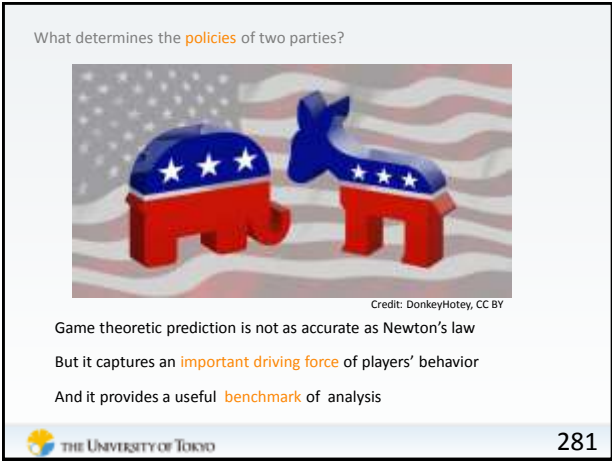 What determines the policies of two parties?
Credit: DonkeyHotey, CC BY
Game theoretic prediction is not as accurate as Newton's law
But it captures an important driving force of players' behavior
And it provides a useful benchmark of analysis
THE UNIVERSITY OF TOKYO
281